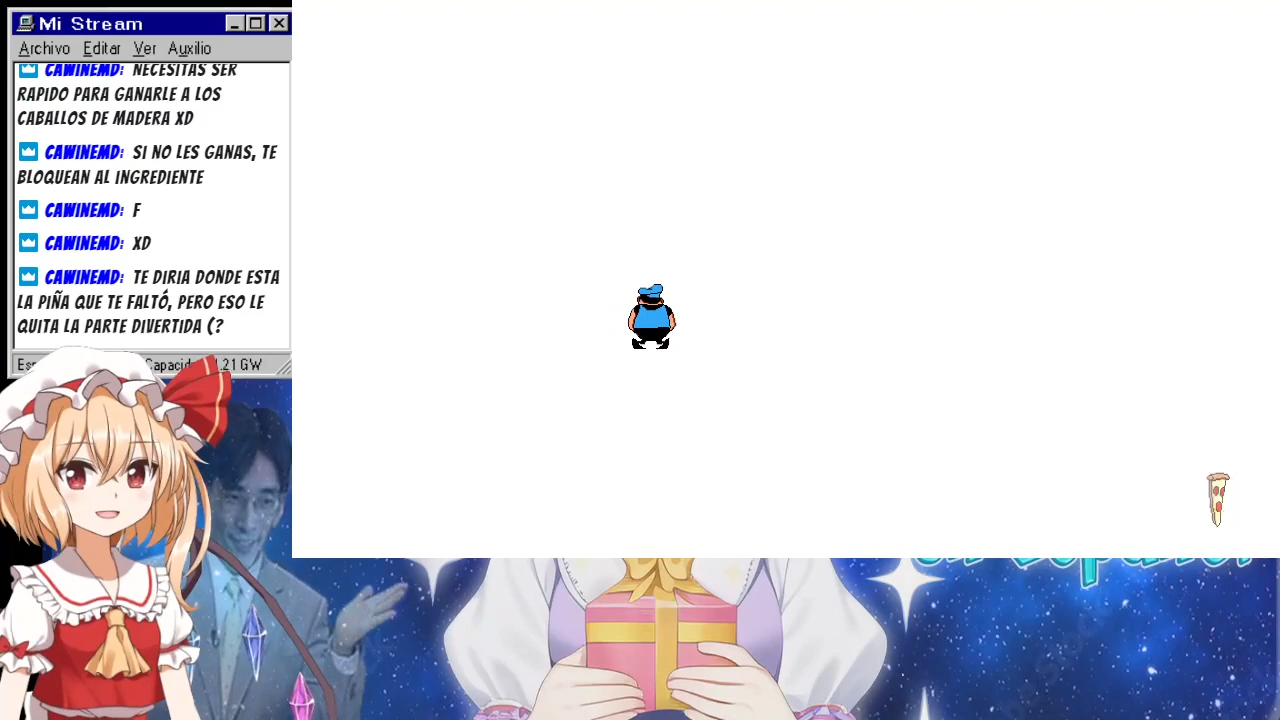 Mi Stream
Archivo Editar Ver Auxilio
CAWINEMD: NECESITAS SER
RAPIDO PARA GANARLE A LOS
CABALLOS DE MADERA XD
CAWINEMD: SI NO LES GANAS, TE
BLOQUEAN AL INGREDIENTE
CAWINEMD: F
CAWINEMD: XD
CAWINEMD: TE DIRIA DONDE ESTA
LA PIÑA QUE TE FALTÓ, PERO ESO LE
QUITA LA PARTE DIVERTIDA (?
.21 GW